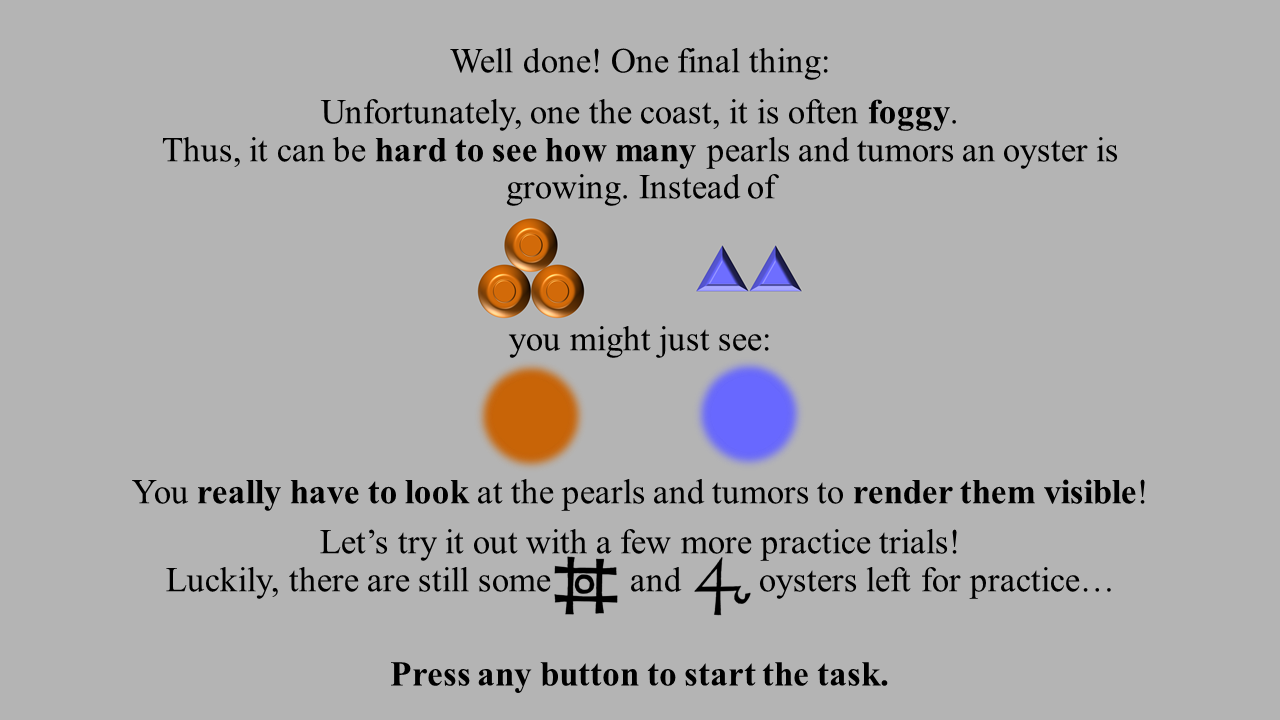 Well done! One final thing:
Unfortunately, one the coast, it is often foggy.
Thus, it can be hard to see how many pearls and tumors an oyster is
growing. Instead of
you might just see:
You really have to look at the pearls and tumors to render them visible!
Let’s try it out with a few more practice trials!
Luckily, there are still some and oysters left for practice…
Press any button to start the task.